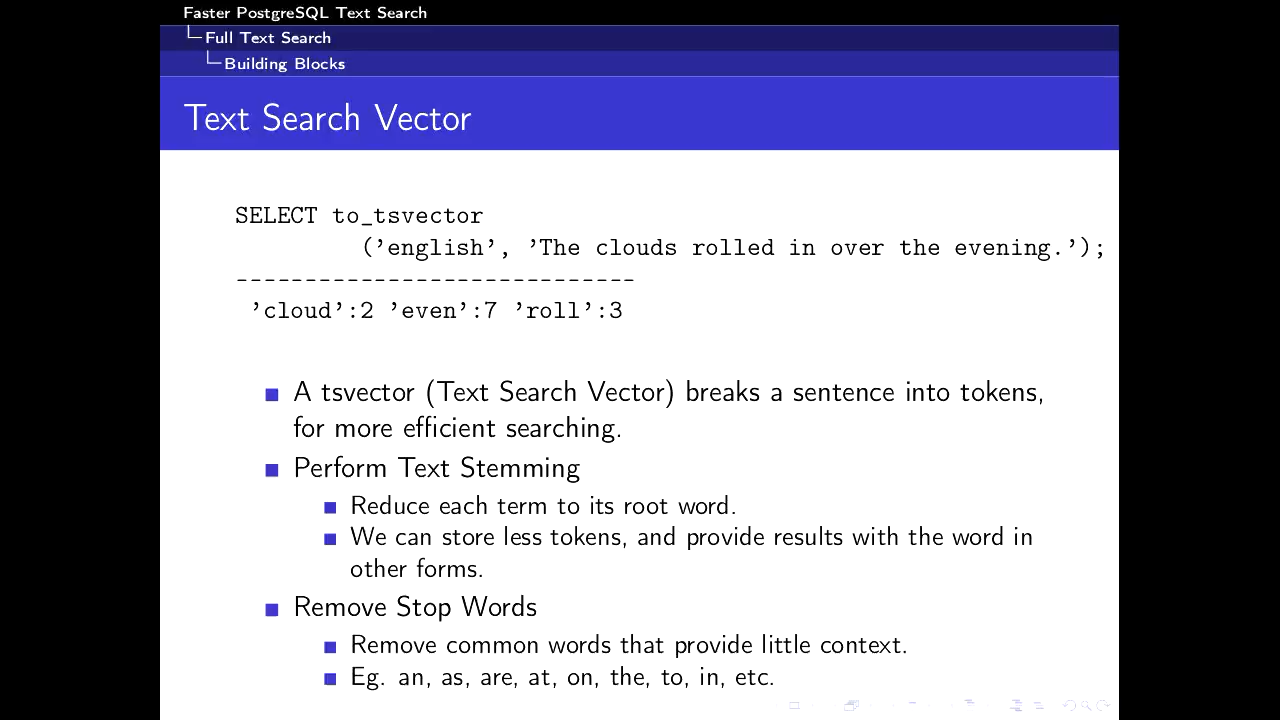 Faster PostgreSQL Text Search
Full Text Search
Building Blocks
Text Search Vector
SELECT to_tsvector
('english', 'The clouds rolled in over the evening.');
-----------------------------
'cloud':2 'even':7 'roll':3
A tsvector (Text Search Vector) breaks a sentence into tokens,
for more efficient searching.
Perform Text Stemming
Reduce each term to its root word.
We can store less tokens, and provide results with the word in
other forms.
Remove Stop Words
Remove common words that provide little context.
Eg. an, as, are, at, on, the, to, in, etc.